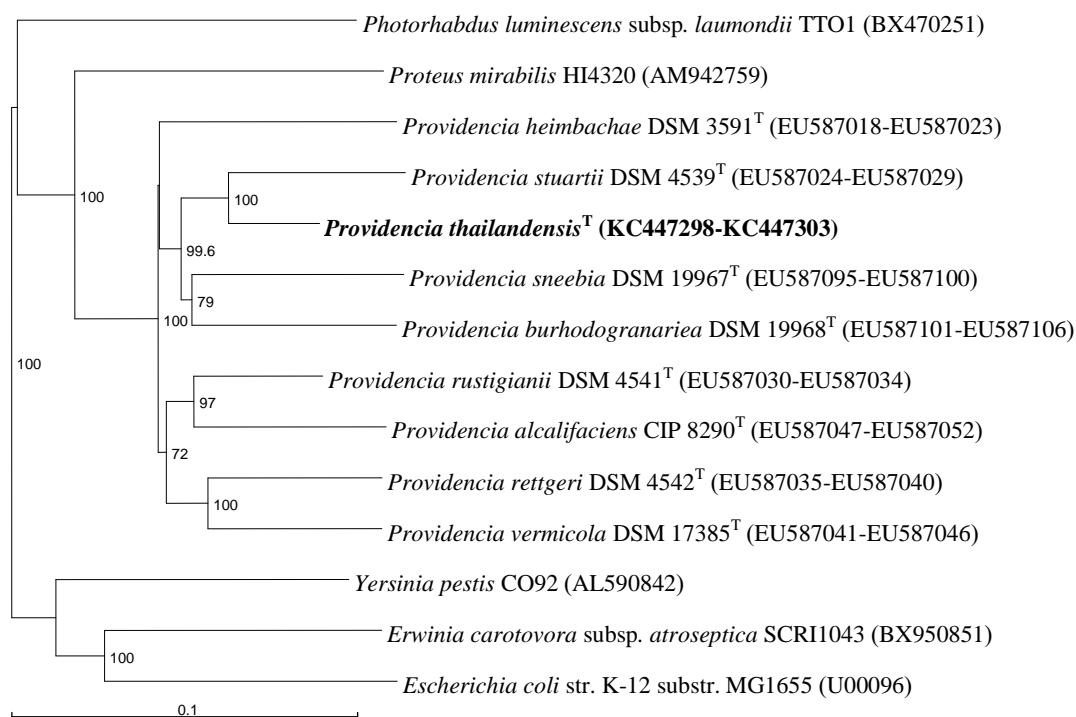 Photorhabdus luminescens subsp. laumondii TTO1 (BX470251)
Proteus mirabilis HI4320 (AM942759)
Providencia heimbachae DSM 3591T (EU587018-EU587023)
100
Providencia stuartii DSM 4539T (EU587024-EU587029)
100
Providencia thailandensisT (KC447298-KC447303)
99.6
Providencia sneebia DSM 19967T (EU587095-EU587100)
79
100
Providencia burhodogranariea DSM 19968T (EU587101-EU587106)
100
Providencia rustigianii DSM 4541T (EU587030-EU587034)
97
Providencia alcalifaciens CIP 8290T (EU587047-EU587052)
72
Providencia rettgeri DSM 4542T (EU587035-EU587040)
100
Providencia vermicola DSM 17385T (EU587041-EU587046)
Yersinia pestis CO92 (AL590842)
Erwinia carotovora subsp. atroseptica SCRI1043 (BX950851)
100
Escherichia coli str. K-12 substr. MG1655 (U00096)
0.1